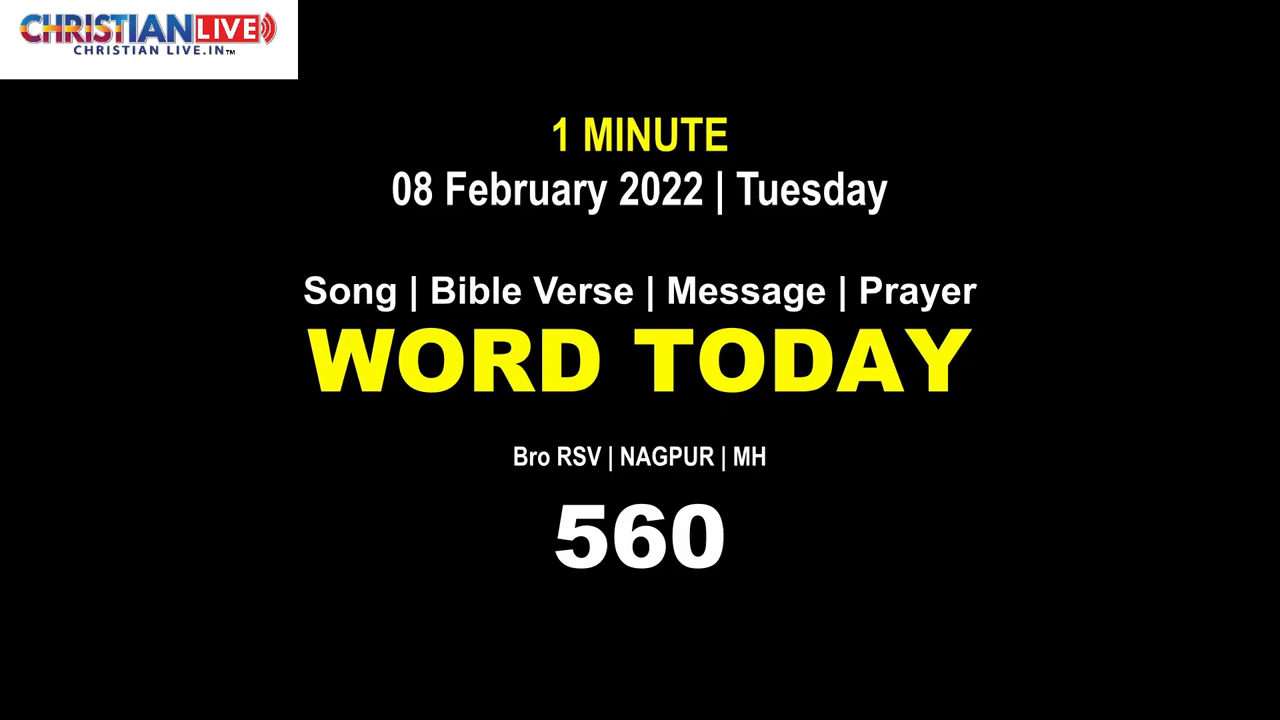 CHRISTIANLIVE
CHRISTIAN LIVE.IN™
1 MINUTE
08 February 2022 | Tuesday
Song | Bible Verse | Message | Prayer
WORD TODAY
Bro RSV | NAGPUR | MH
560